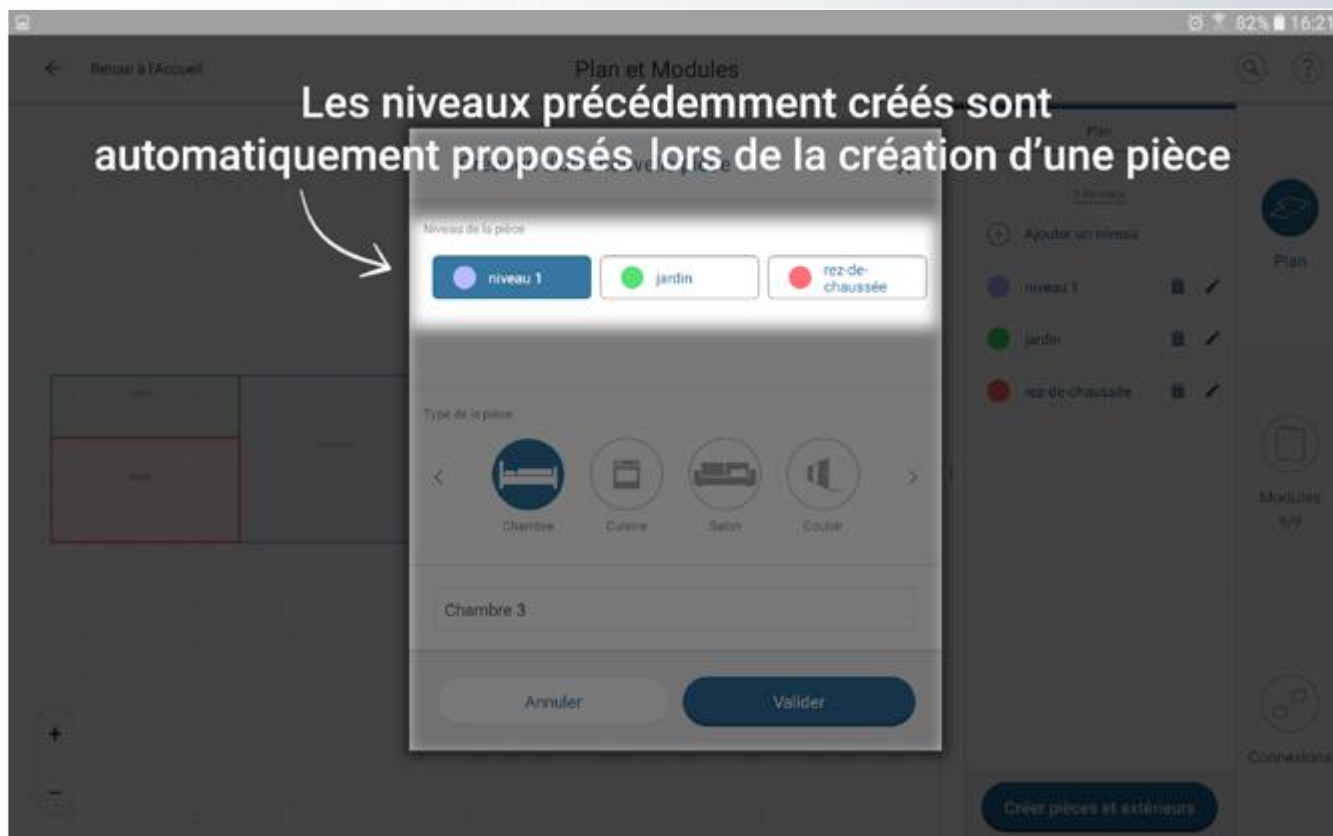 82% 16:21
Retour à l'Accueil
Plan et Modules
Les niveaux précédemment créés sont
automatiquement proposés lors de la création d'une pièce
Plan
Niveau de la pièce
niveau 1
jardin
rez-de-
chaussée
Ajouter un niveau
niveau 1
jardin
rez-de-chaussée
Plan
Type de la pièce
Chambre
Cuisine
Salon
Couloir
Modules
Chambre 3
Annuler
Valider
+
-
Connexions
Créer pièces et extérieurs